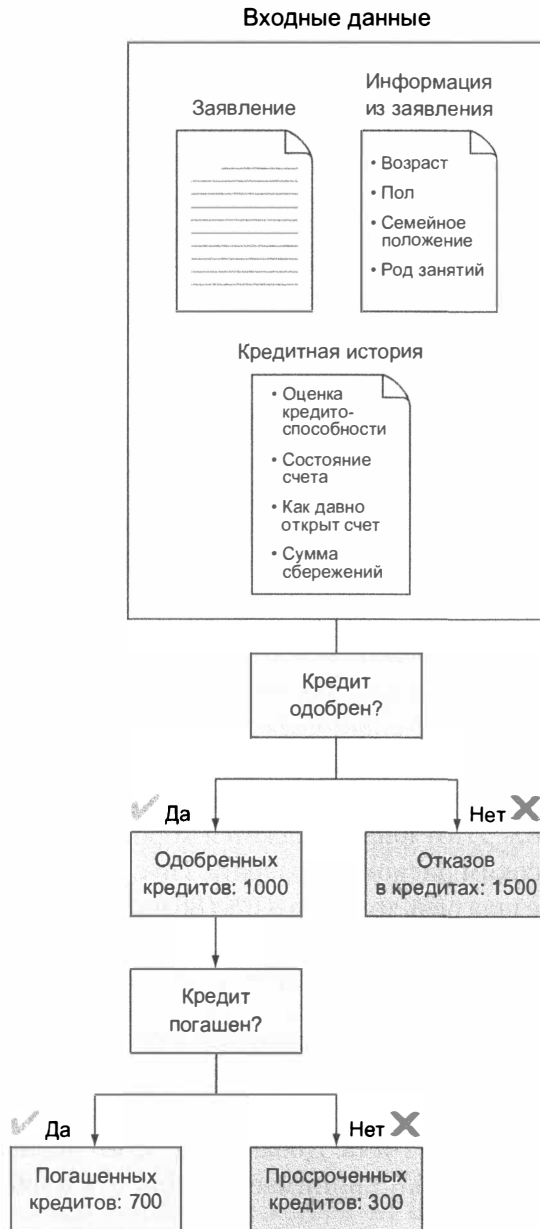 Входные данные
Заявление
Информация
из заявления
• Возраст
• Пол
• Семейное
положение
• Род занятий
Кредитная история
• Оценка
кредито-
способности
• Состояние
счета
• Как давно
открыт счет
• Сумма
сбережений
Кредит
одобрен?
Да
Нет
Одобренных
кредитов: 1000
Отказов
в кредитах: 1500
Кредит
погашен?
Да
Нет
Погашенных
кредитов: 700
Просроченных
кредитов: 300